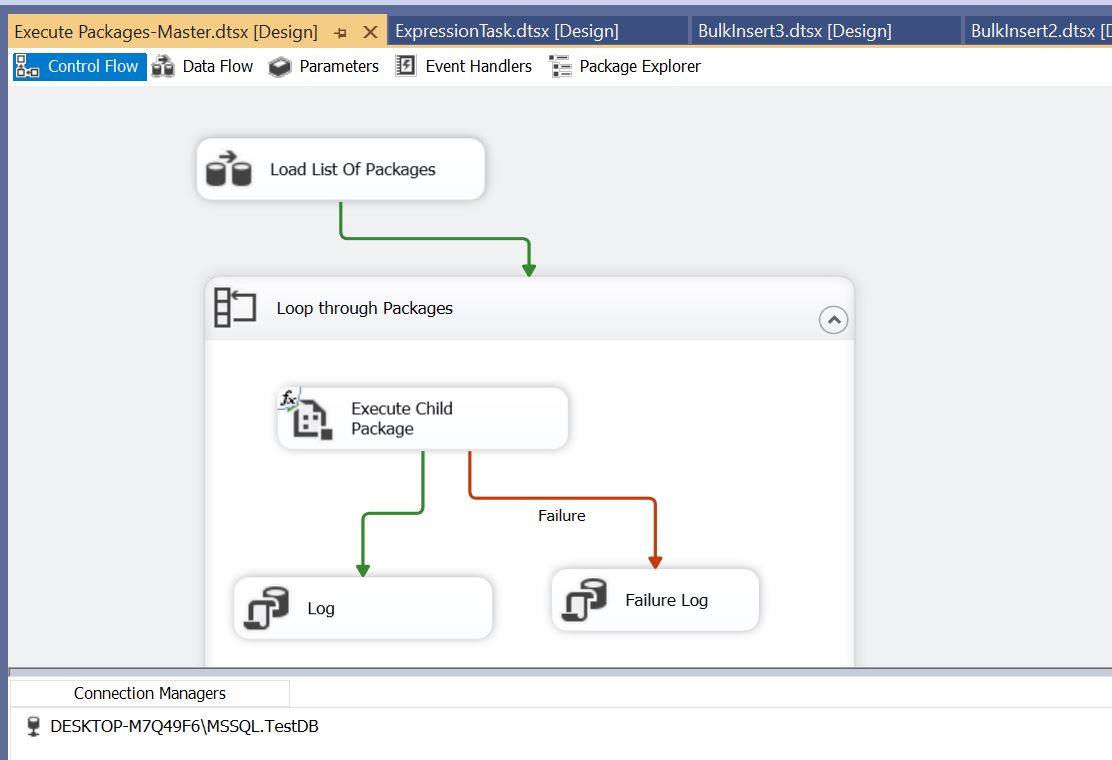 Execute Packages-Master.dtsx [Design]
ExpressionTask.dtsx [Design]
BulkInsert3.dtsx [Design]
BulkInsert2.dtsx [D
Control Flow
Data Flow
Parameters
Event Handlers
Package Explorer
Load List Of Packages
Loop through Packages
fx
Execute Child
Package
Failure
Log
Failure Log
Connection Managers
DESKTOP-M7Q49F6\MSSQL.TestDB